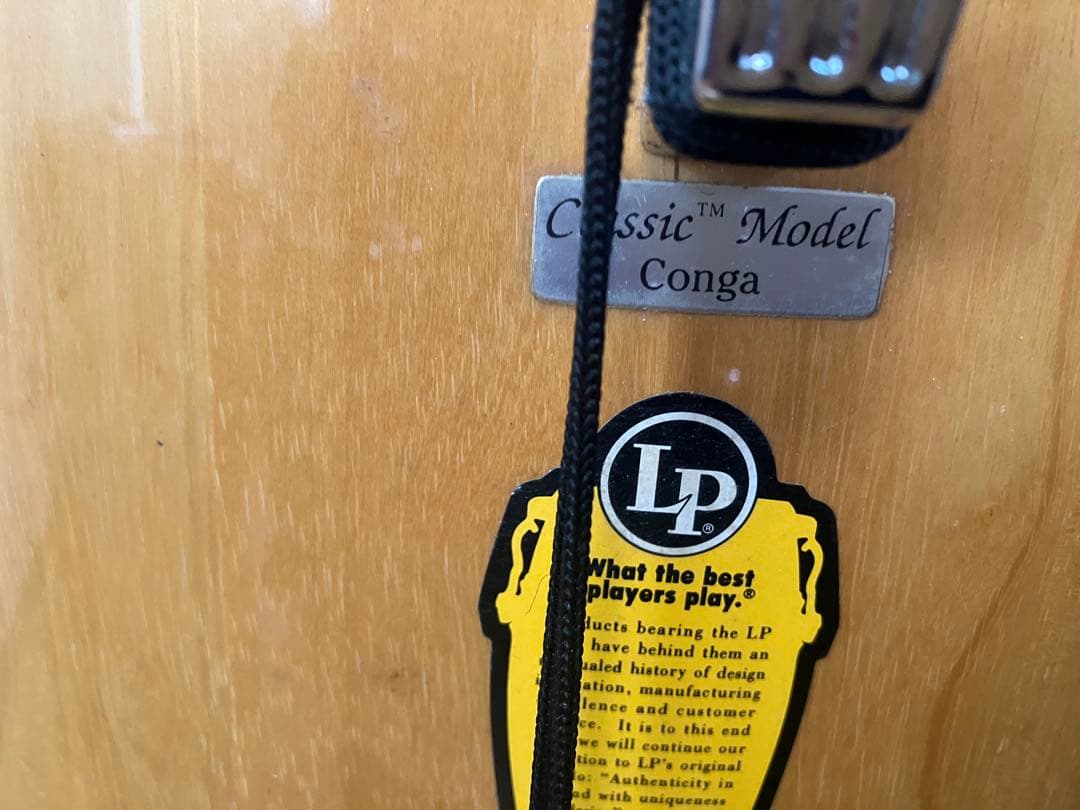 C ssic™ Model
Conga
LP®
What the best
players play.®
ducts bearing the LP
have behind them an
ualed history of design
ation, manufacturing
lence and customer
ce. It is to this end
we will continue our
tion to LP's original
o: "Authenticity in
nd with uniqueness